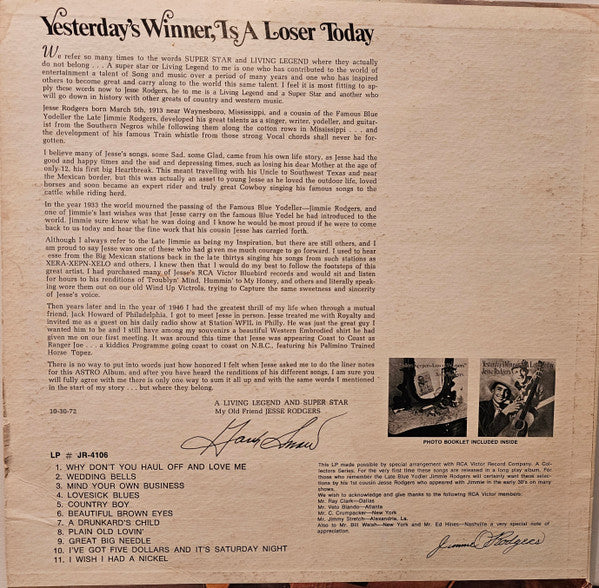 Yesterday's Winner, Is A Loser Today
We refer so many times to the words SUPER STAR and LIVING LEGEND where they actually
do not belong . . . A super star or Living Legend to me is one who has contributed to the world of
entertainment a talent of Song and music over a period of many years and one who has inspired
others to become great and carry along to the world this same talent. I feel it is most fitting to ap-
ply these words now to Jesse Rodgers, he to me is a Living Legend and a Super Star and another who
will go down in history with other greats of country and western music.
Jesse Rodgers born March 5th, 1913 near Waynesboro, Mississippi, and a cousin of the Famous Blue
Yodeller the Late Jimmie Rodgers, developed his great talents as a singer, writer, yodeller, and guitar-
ist from the Southern Negros while following them along the cotton rows in Mississippi . . . and
the development of his famous Train whistle from those strong Vocal chords shall never be for-
gotten.
I believe many of Jesse's songs, some Sad, some Glad, came from his own life story, as Jesse had the
good and happy times and the sad and depressing times, such as losing his dear Mother at the age of
only-12, his first big Heartbreak. This meant travelling with his Uncle to Southwest Texas and near
the Mexican border, but this was actually an asset to young Jesse as he loved the outdoor life, loved
horses and soon became an expert rider and truly great Cowboy singing his famous songs to the
cattle while riding herd.
In the year 1933 the world mourned the passing of the Famous Blue Yodeller—Jimmie Rodgers, and
one of Jimmie's last wishes was that Jesse carry on the famous Blue Yodel he had introduced to the
world. Jimmie sure knew what he was doing and I know he would be most proud if he were to come
back to us today and hear the fine work that his cousin Jesse has carried forth.
Although I always refer to the Late Jimmie as being my Inspiration, but there are still others, and I
am proud to say Jesse was one of those who had given me much courage to go forward. I used to hear
esse from the Big Mexican stations back in the late thirtys singing his songs from such stations as
XERA-XEPN-XELO and others. I knew then that I would do my best to follow the footsteps of this
great artist. I had purchased many of Jesse's RCA Victor Bluebird records and would sit and listen
for hours to his renditions of Troublyn' Mind, Hummin' to My Honey, and others and literally speak-
ing wore them out on our old Wind Up Victrola, trying to Capture the same sweetness and sincerity
of Jesse's voice.
Then years later and in the year of 1946 I had the greatest thrill of my life when through a mutual
friend, Jack Howard of Philadelphia, I got to meet Jesse in person. Jesse treated me with Royalty and
invited me as a guest on his daily radio show at Station WFIL in Philly. He was just the great guy I
wanted him to be and I still have among my souvenirs a beautiful Western Embrodied shirt he had
given me on our first meeting. It was around this time that Jesse was appearing Coast to Coast as
Ranger Joe . . . a kiddies Programme going coast to coast on N.B.C., featuring his Palimino Trained
Horse Topez.
There is no way to put into words just how honored I felt when Jesse asked me to do the liner notes
for this ASTRO Album, and after you have heard the renditions of his different songs, I am sure you
will fully agree with me there is only one way to sum it all up and with the same words I mentioned
in the start of my story . . . but where they belong.
A LIVING LEGEND AND SUPER STAR
10-30-72 My Old Friend JESSE RODGERS
PHOTO BOOKLET INCLUDED INSIDE
LP # JR-4106
1. WHY DON'T YOU HAUL OFF AND LOVE ME
2. WEDDING BELLS
3. MIND YOUR OWN BUSINESS
4. LOVESICK BLUES
5. COUNTRY BOY
6. BEAUTIFUL BROWN EYES
7. A DRUNKARD'S CHILD
8. PLAIN OLD LOVIN'
9. GREAT BIG NEEDLE
10. I'VE GOT FIVE DOLLARS AND IT'S SATURDAY NIGHT
11. I WISH I HAD A NICKEL
This LP made possible by special arrangement with RCA Victor Record Company. A Col-
lectors Series. For the very first time these songs are appearing on a long play album. For
those who remember the Late Blue Yodler Jimmie Rodgers will certainly want these selec-
tions by his 1st cousin Jesse Rodgers who appeared with Jimmie in the early 30's on many
shows.
We wish to acknowledge and give thanks to the following RCA Victor members:
Mr. Ray Clark—Dallas
Mr. Veto Blando—Atlanta
Mr. C. Crumpacker—New York
Mr. Jimmy Stretch—Alexandria, La.
Also to Mr. Bill Walsh—New York and Mr. Ed Hines—Nashville a very special note of
appreciation.
Jimmie Rodgers